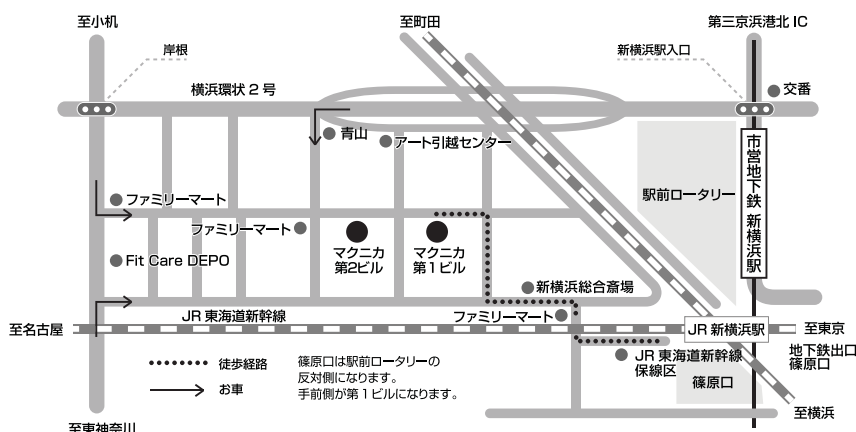 至小机
至町田
第三京浜港北IC
岸根
新横浜駅入口
横浜環状2号
交番
青山
アート引越センター
市営地下鉄 新横浜駅
駅前ロータリー
ファミリーマート
ファミリーマート
マクニカ
第2ビル
マクニカ
第1ビル
Fit Care DEPO
新横浜総合斎場
JR東海道新幹線
ファミリーマート
至名古屋
JR新横浜駅
至東京
地下鉄出口
篠原口
徒歩経路
お車
篠原口は駅前ロータリーの
反対側になります。
手前側が第1ビルになります。
JR東海道新幹線
保線区
篠原口
至横浜
至東神奈川